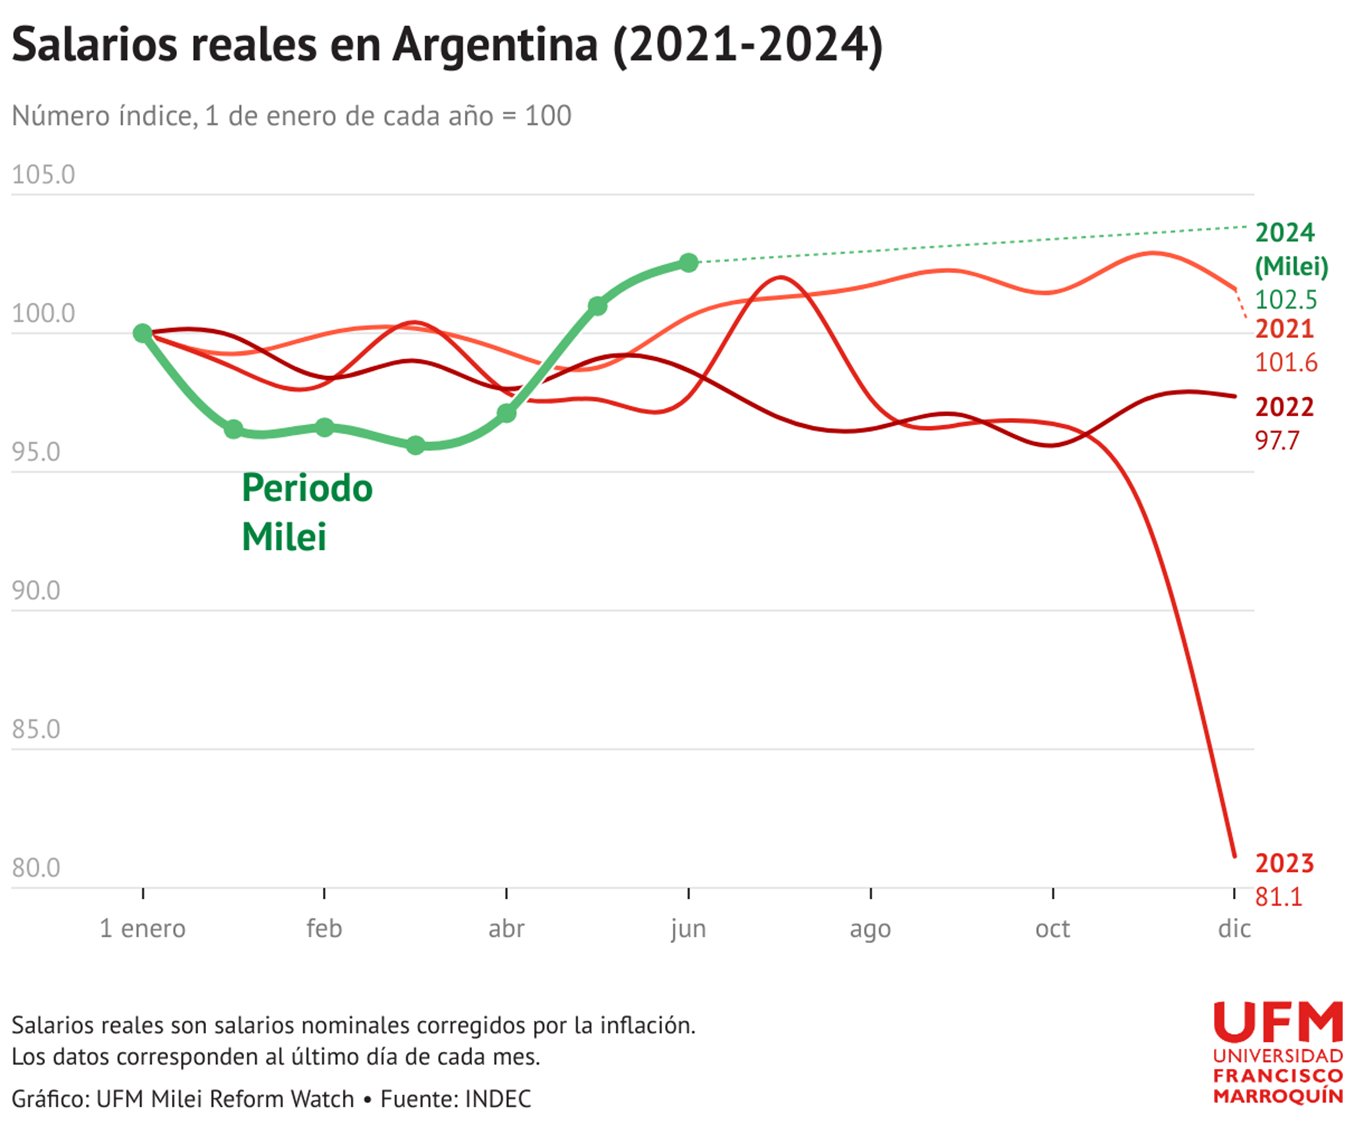 Salarios reales en Argentina (2021-2024)
Número índice, 1 de enero de cada año = 100
105.0
100.0
95.0
90.0
85.0
80.0
2024
(Milei)
102.5
2021
101.6
2022
97.7
2023
81.1
Periodo
Milei
1 enero
feb
abr
jun
ago
oct
dic
Salarios reales son salarios nominales corregidos por la inflación.
Los datos corresponden al último día de cada mes.
Gráfico: UFM Milei Reform Watch • Fuente: INDEC
UFM
UNIVERSIDAD
FRANCISCO
MARROQUÍN